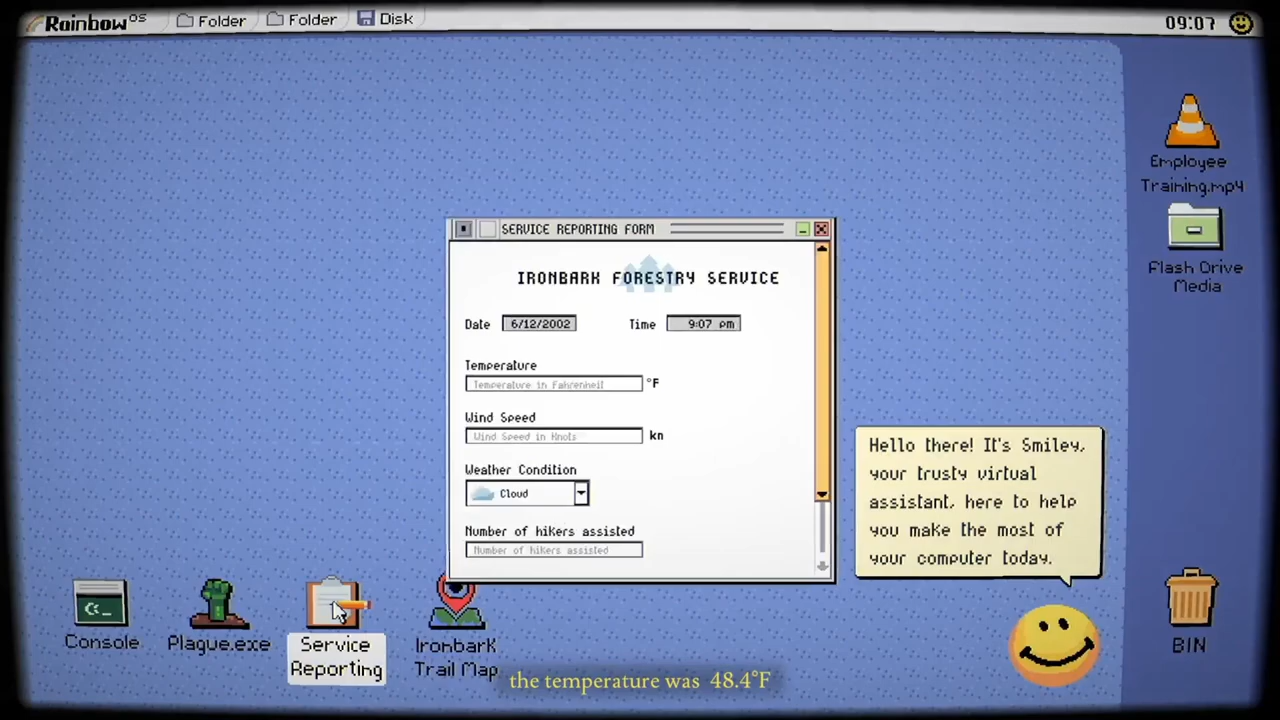 RainbowOS Folder Folder Disk 09:07
Employee
Training.mp4
Flash Drive
Media
SERVICE REPORTING FORM
IRONBARK FORESTRY SERVICE
Date 6/12/2002 Time 9:07 pm
Temperature
Temperature in Fahrenheit °F
Wind Speed
Wind Speed in Knots kn
Weather Condition
Cloud
Number of hikers assisted
Number of hikers assisted
Hello there! It's Smiley,
your trusty virtual
assistant, here to help
you make the most of
your computer today.
Console
Plague.exe
Service
Reporting
Ironbark
Trail Map
BIN
the temperature was 48.4°F